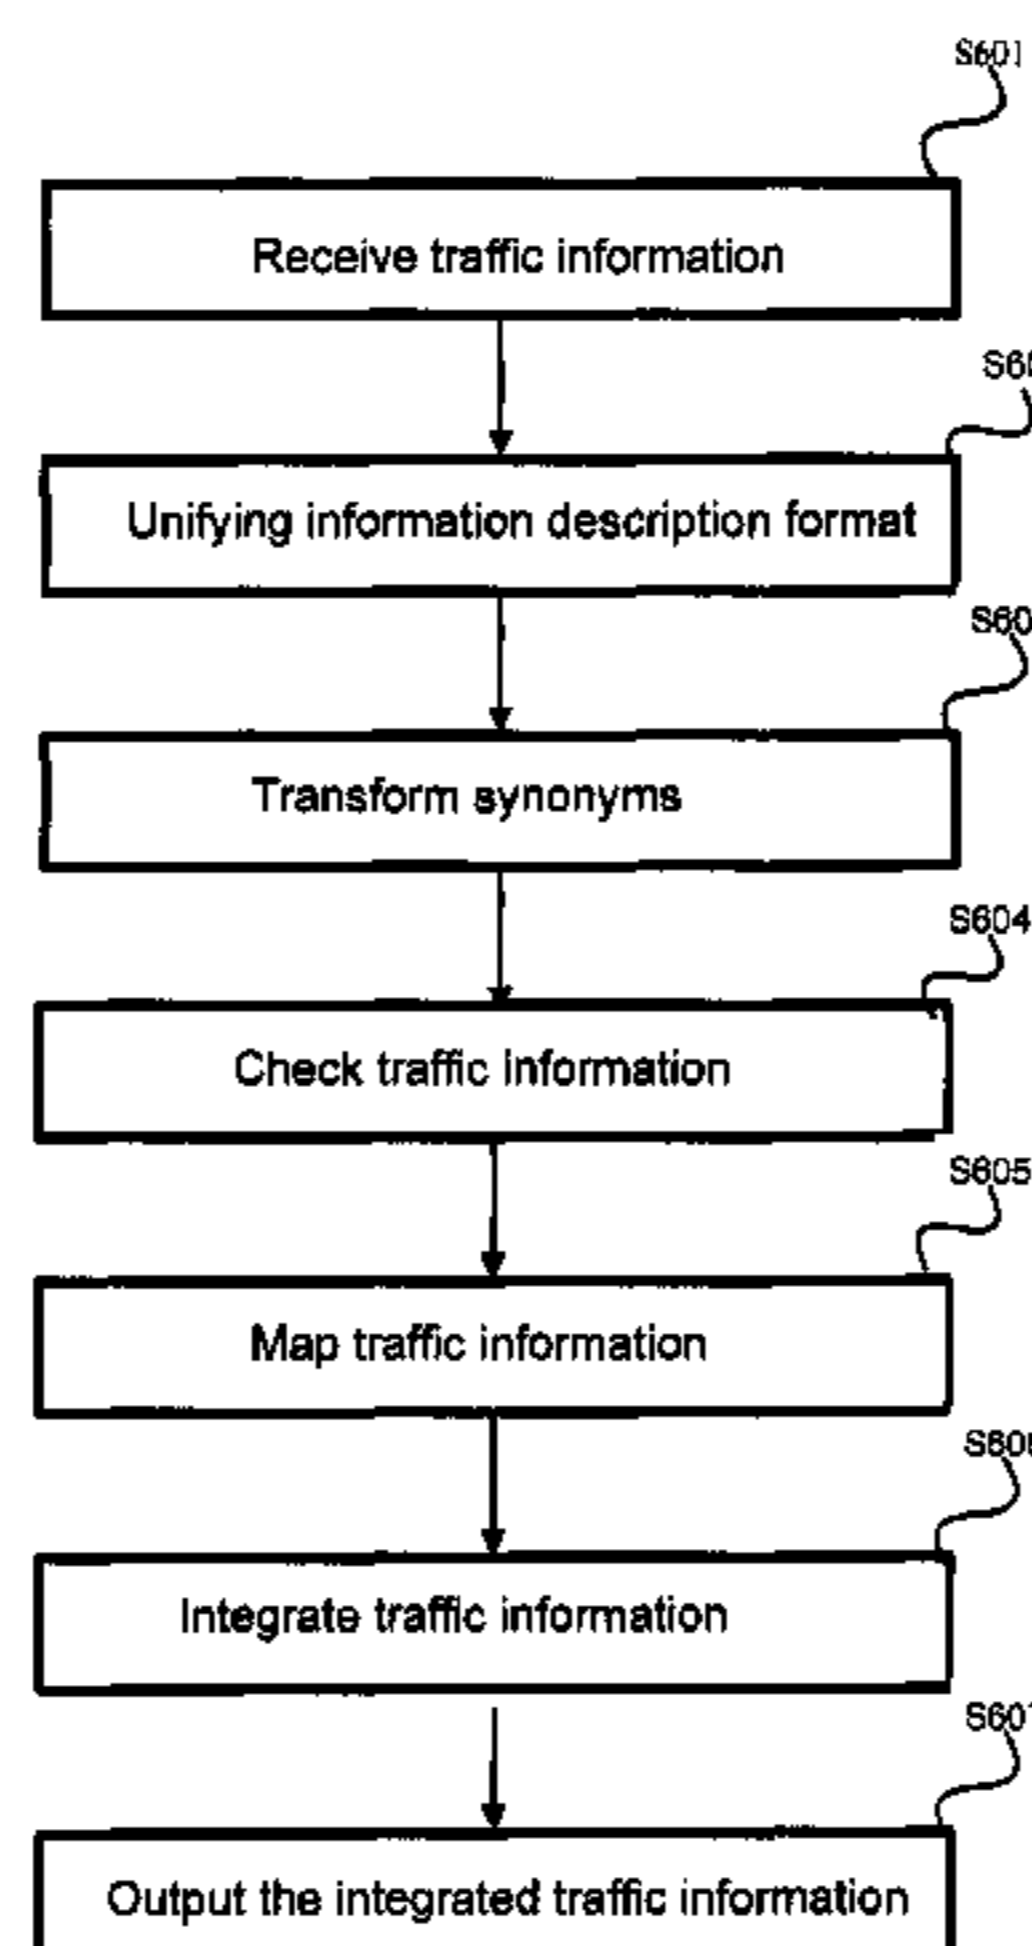 S601
Receive traffic information
Unifying information description format
Transform synonyms
S604
Check traffic information
S605
Map traffic information
Integrate traffic information
Output the integrated traffic information